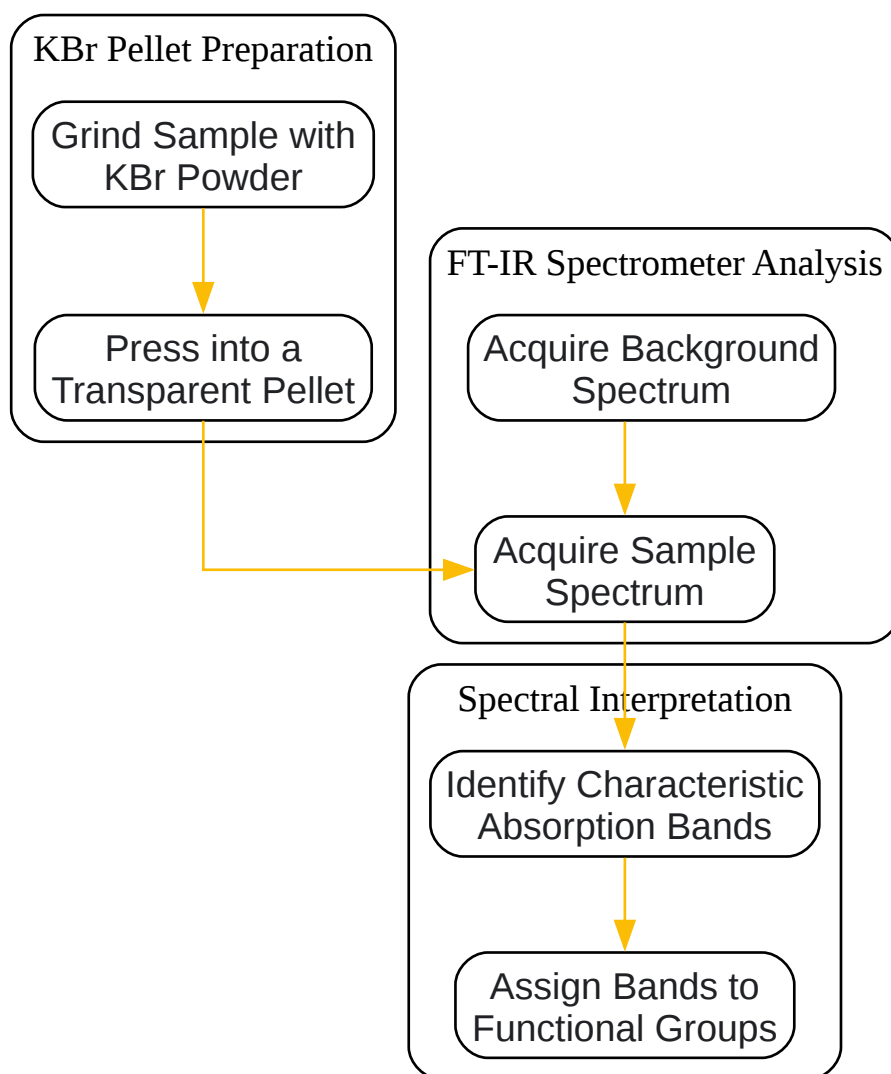 KBr Pellet Preparation
Grind Sample with
KBr Powder
Press into a
Transparent Pellet
FT-IR Spectrometer Analysis
Acquire Background
Spectrum
Acquire Sample
Spectrum
Spectral Interpretation
Identify Characteristic
Absorption Bands
Assign Bands to
Functional Groups